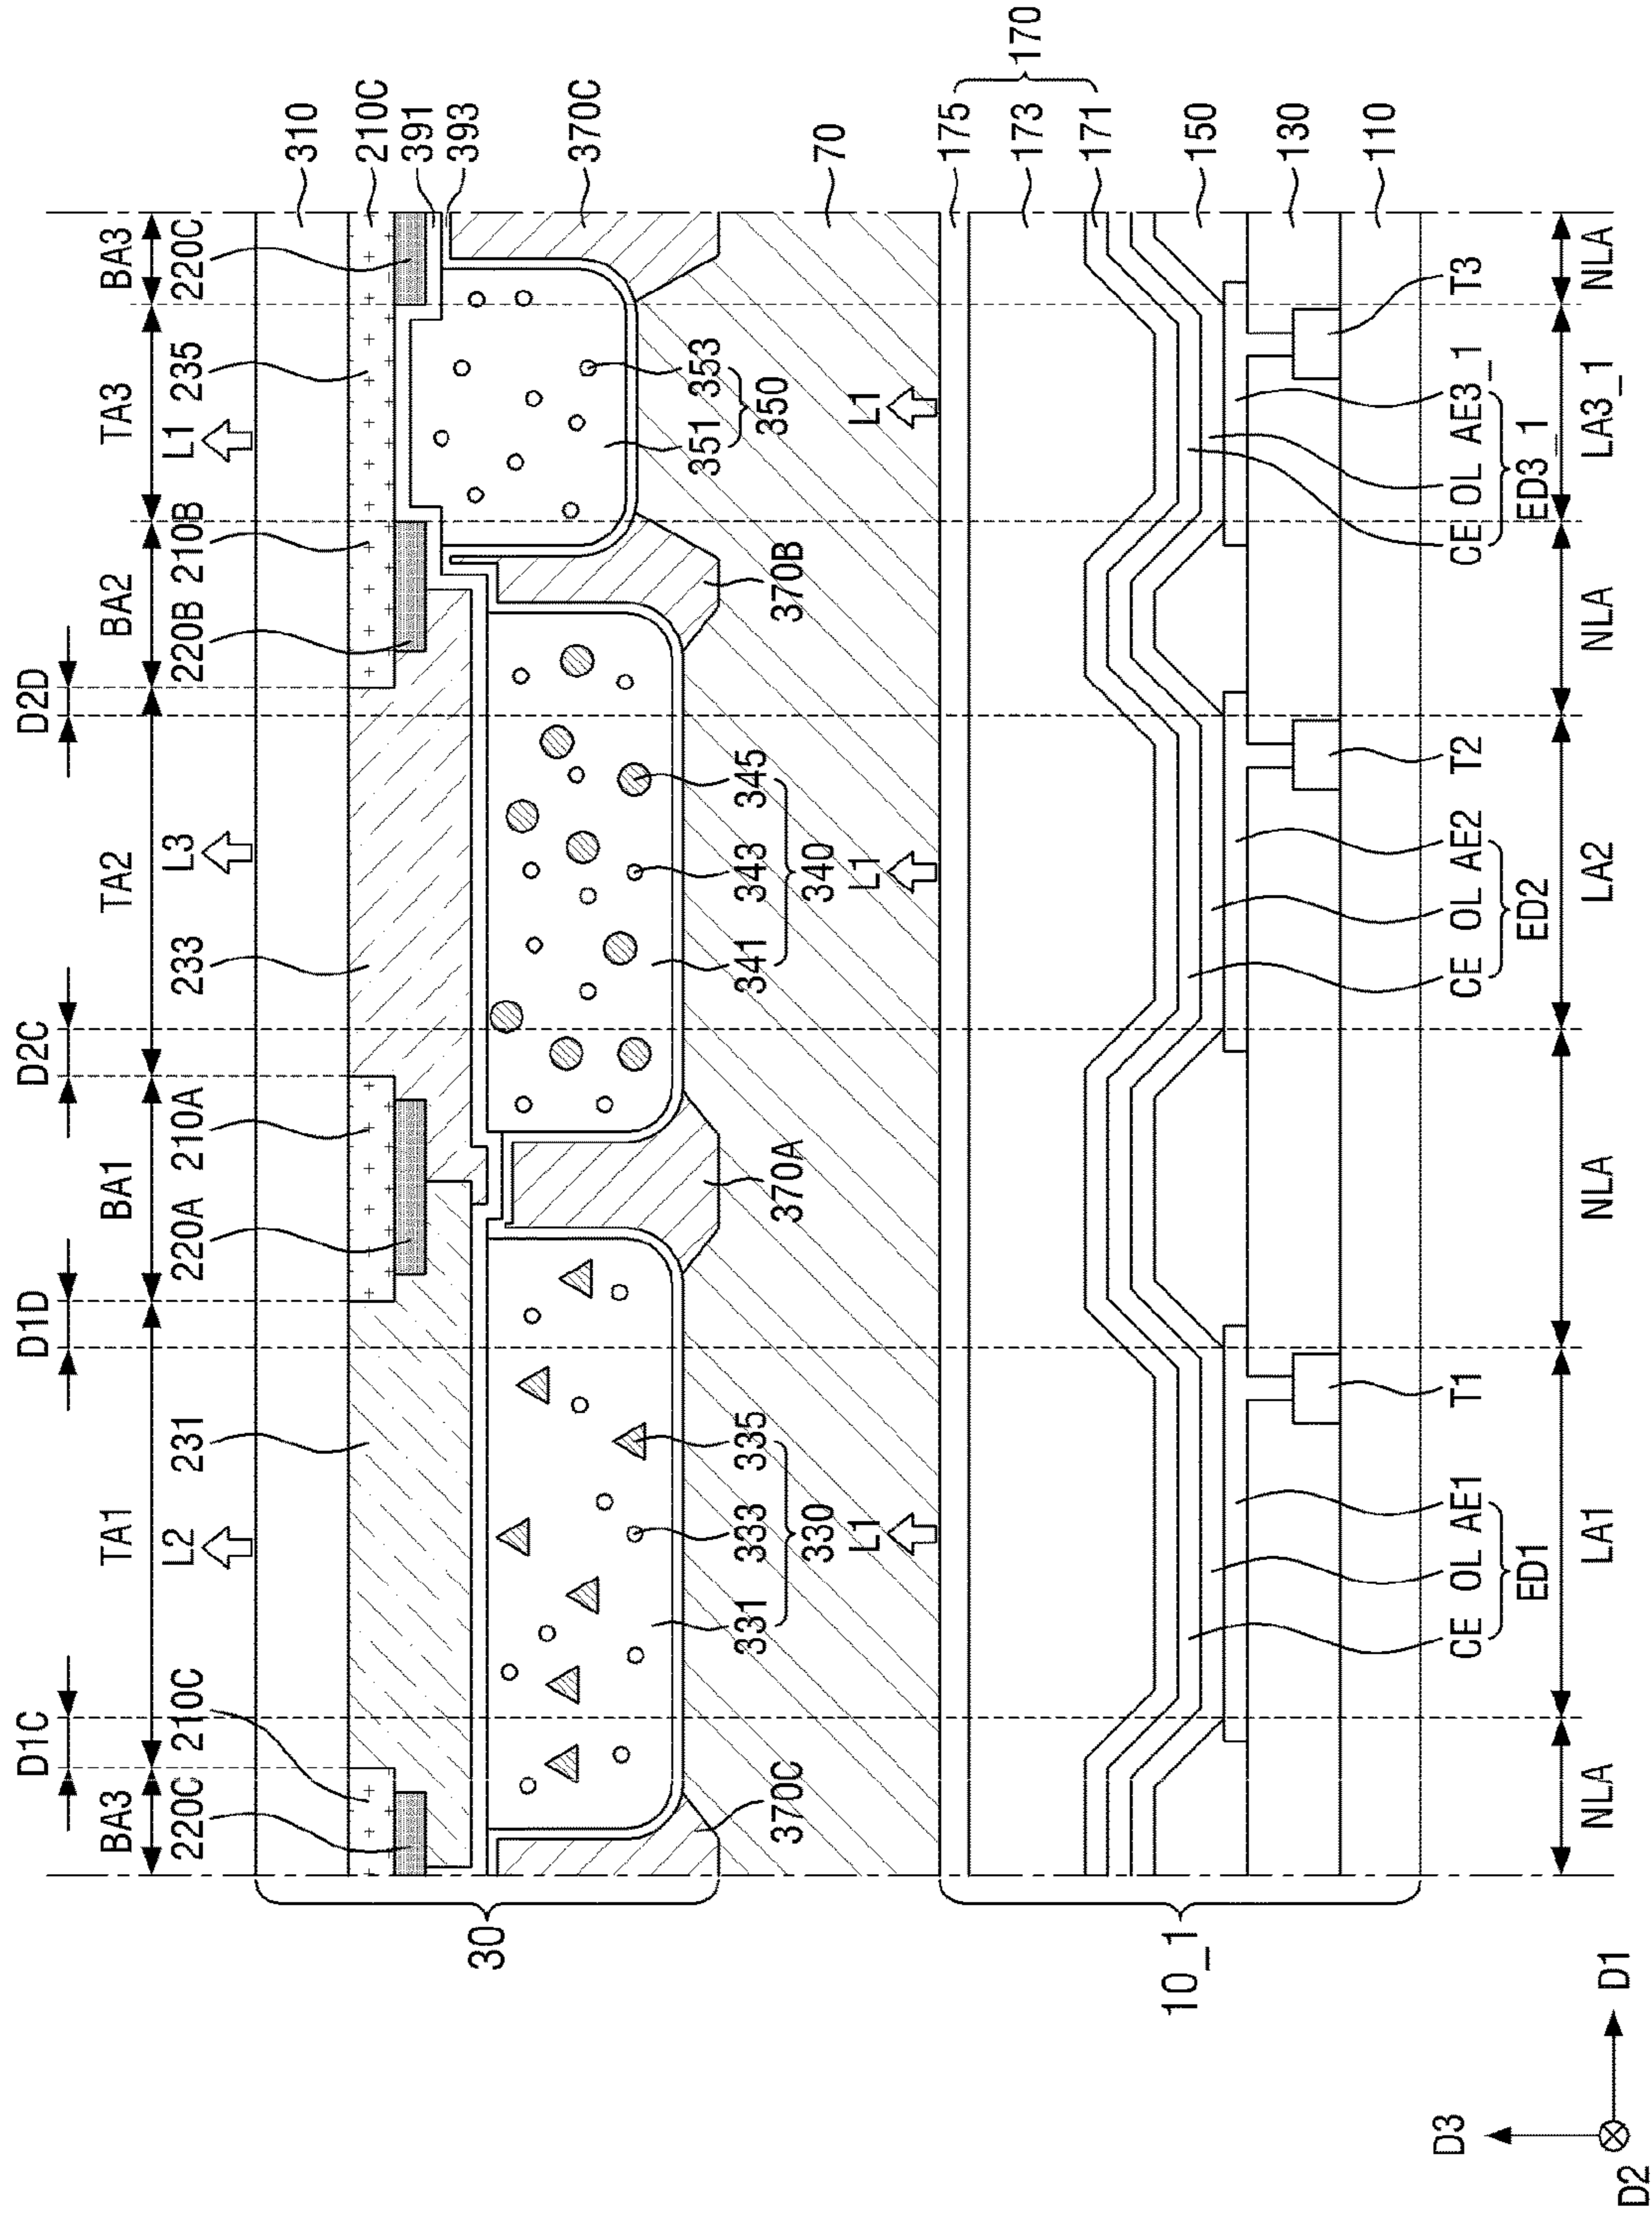 D1C D1D D2C D2D
BA3 TA1 BA1 TA2 BA2 TA3 BA3
220C 210C L2 231 220A 210A 233 L3 220B 210B L1 235 220C
310
210C
391
393
30
370C
331 333 335
341 343 345
351 353
330
340
350
370C
370A
370B
70
L1 L1 L1
175
173
171
170
10_1
150
130
110
CE OL AE1 T1
CE OL AE2 T2
CE OL AE3_1 T3
ED1 ED2 ED3_1
NLA LA1 NLA LA2 NLA LA3_1 NLA
D3
D2 D1